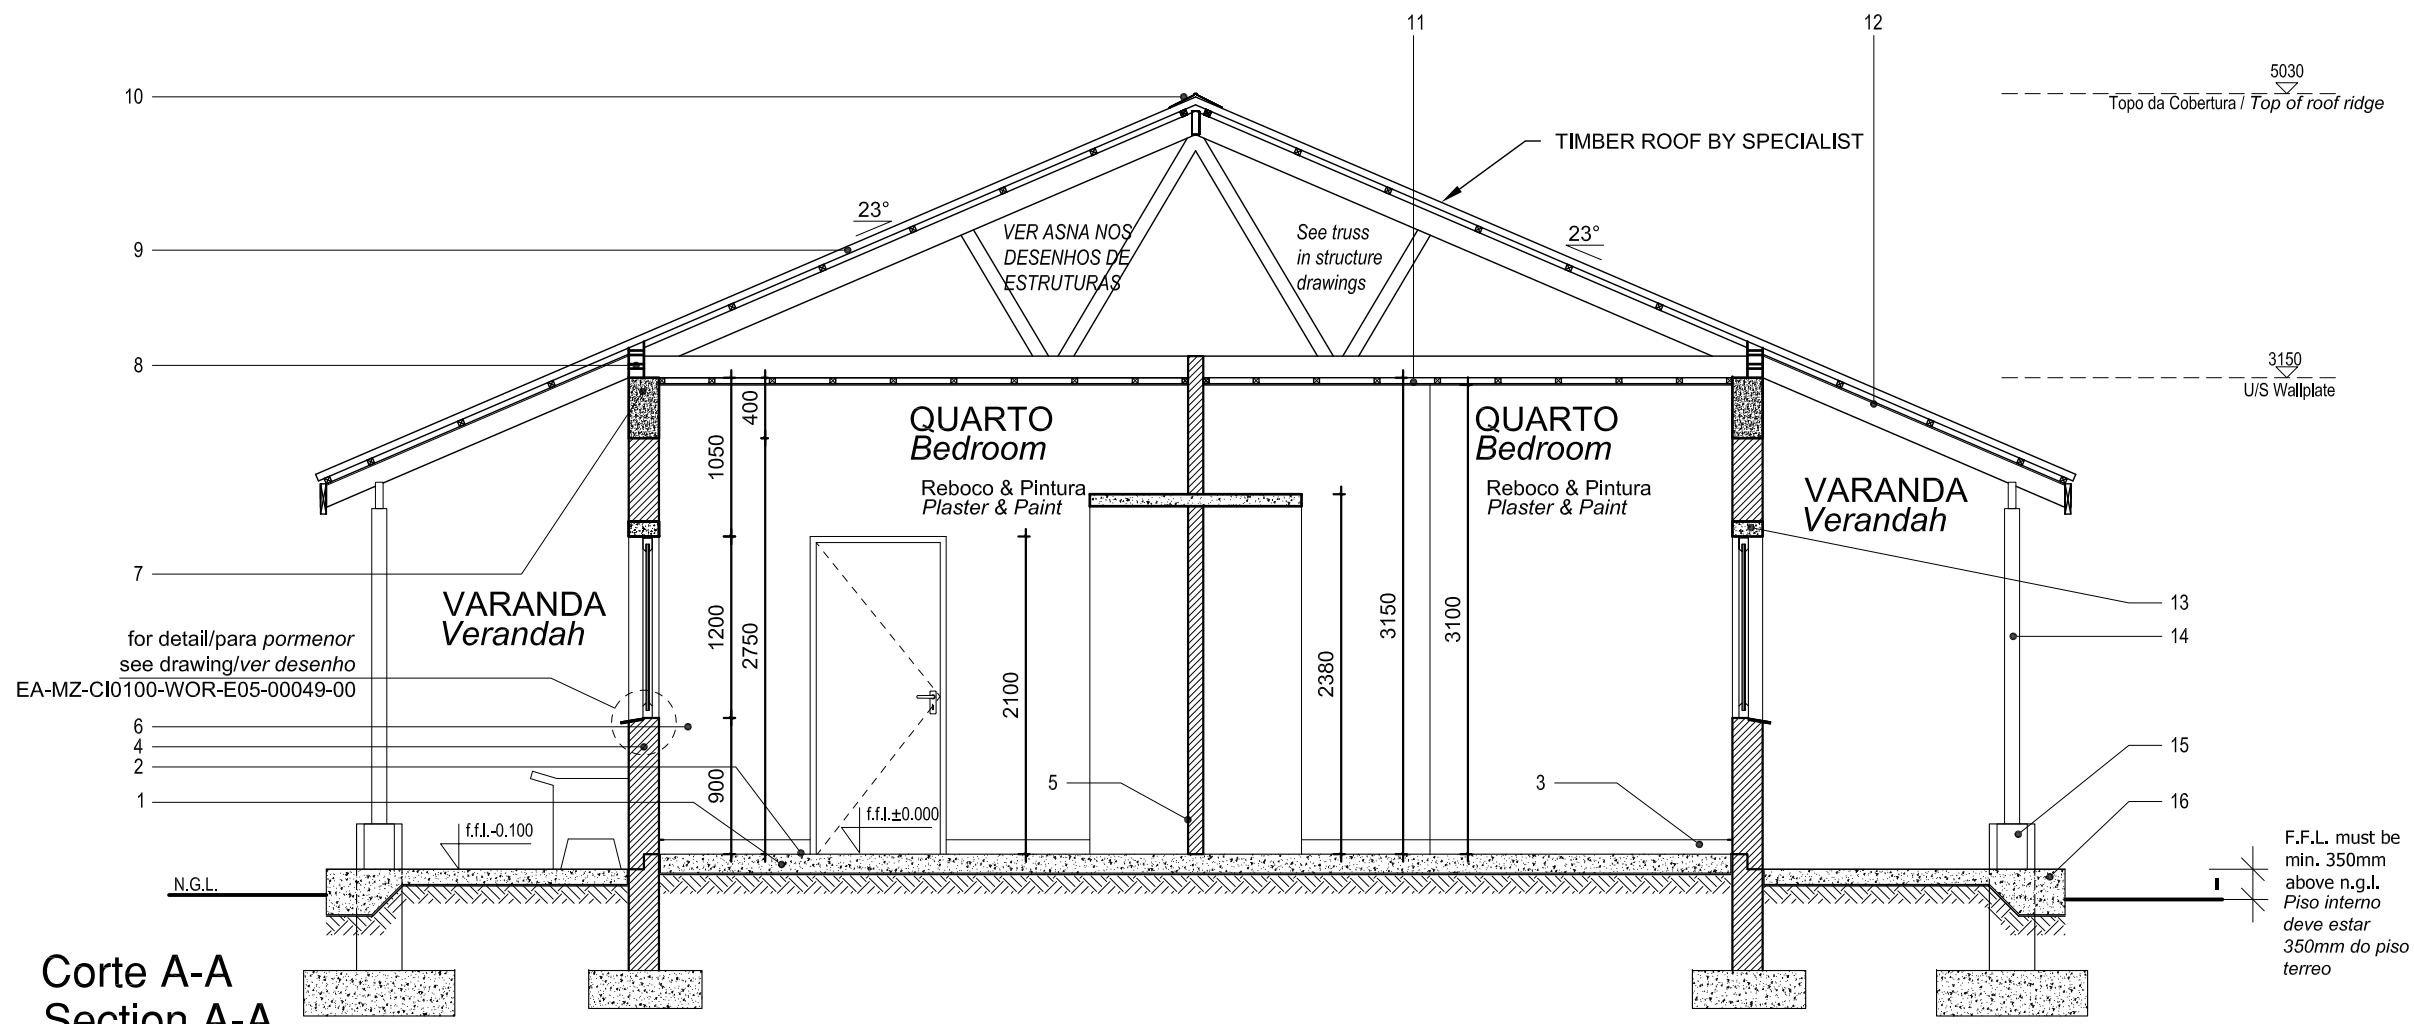 11
12
5030
Topo da Cobertura / Top of roof ridge
10
TIMBER ROOF BY SPECIALIST
23°
23°
VER ASNA NOS
DESENHOS DE
ESTRUTURAS
See truss
in structure
drawings
9
8
3150
U/S Wallplate
400
1050
QUARTO
Bedroom
Reboco & Pintura
Plaster & Paint
QUARTO
Bedroom
Reboco & Pintura
Plaster & Paint
VARANDA
Verandah
7
VARANDA
Verandah
for detail/para pormenor
see drawing/ver desenho
EA-MZ-CI0100-WOR-E05-00049-00
1200
2750
2100
2380
3150
3100
13
14
6
4
2
1
900
5
3
15
16
f.f.l.-0.100
f.f.l.±0.000
N.G.L.
F.F.L. must be
min. 350mm
above n.g.l.
Piso interno
deve estar
350mm do piso
terreo
Corte A-A
Section A-A